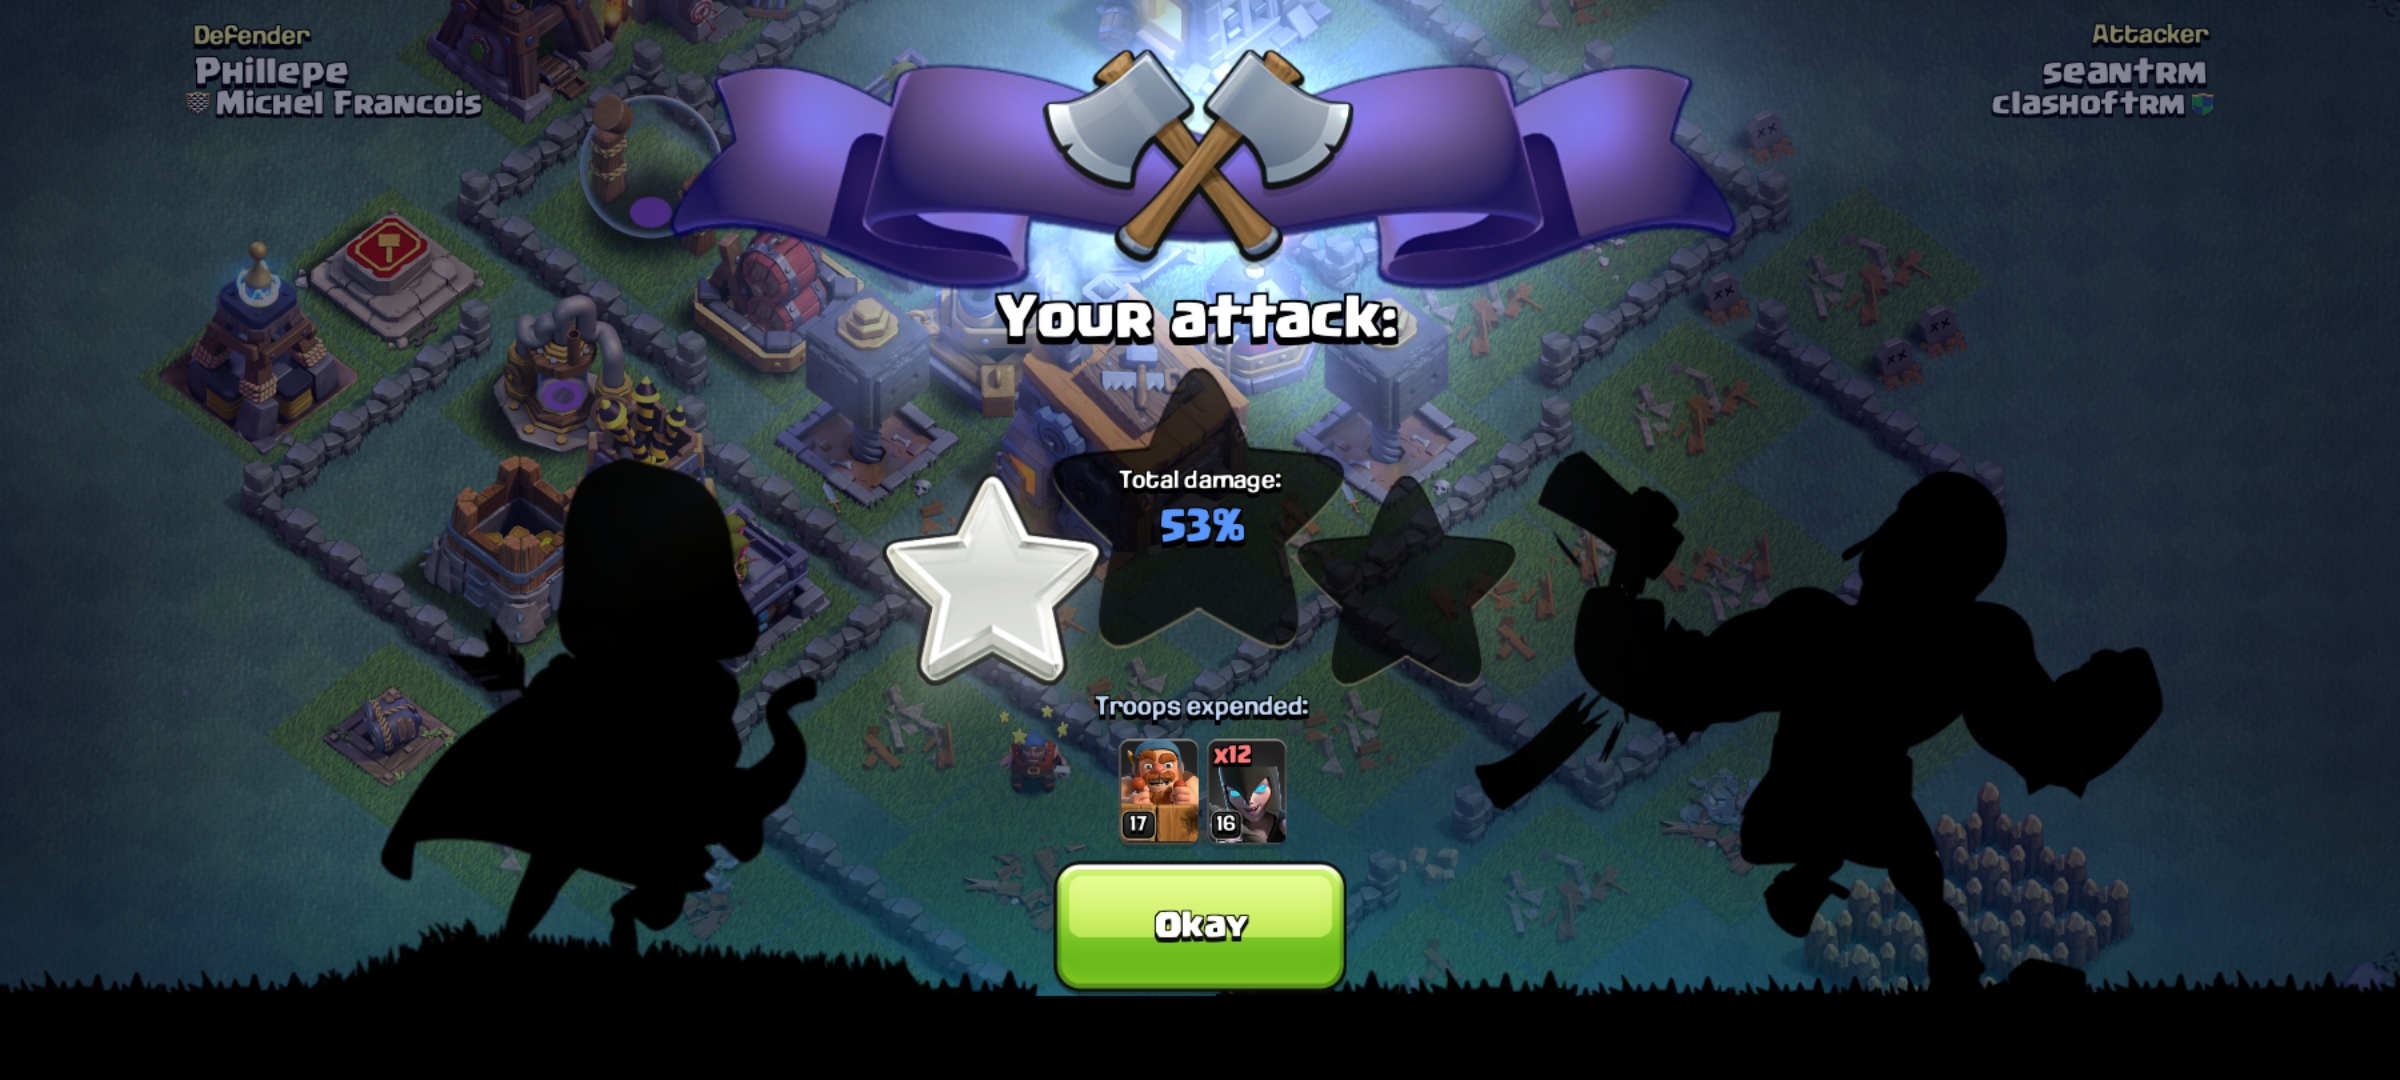 Defender
Phillepe
Michel Francois
Attacker
seantrm
clashoftrm
Your attack:
Total damage:
53%
Troops expended:
x12
17
16
Okay